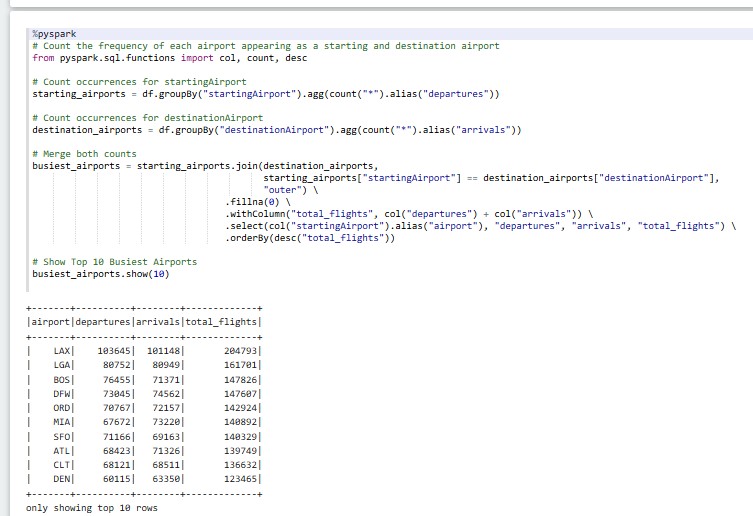 %pyspark
# Count the frequency of each airport appearing as a starting and destination airport
from pyspark.sql.functions import col, count, desc
# Count occurrences for startingAirport
starting_airports = df.groupBy("startingAirport").agg(count("*").alias("departures"))
# Count occurrences for destinationAirport
destination_airports = df.groupBy("destinationAirport").agg(count("*").alias("arrivals"))
# Merge both counts
busiest_airports = starting_airports.join(destination_airports,
starting_airports["startingAirport"] == destination_airports["destinationAirport"],
"outer") \
.fillna(0) \
.withColumn("total_flights", col("departures") + col("arrivals")) \
.select(col("startingAirport").alias("airport"), "departures", "arrivals", "total_flights") \
.orderBy(desc("total_flights"))
# Show Top 10 Busiest Airports
busiest_airports.show(10)
+-------+----------+--------+-------------+
|airport|departures|arrivals|total_flights|
+-------+----------+--------+-------------+
|    LAX|    103645|  101148|       204793|
|    LGA|     80752|   80949|       161701|
|    BOS|     76455|   71371|       147826|
|    DFW|     73045|   74562|       147607|
|    ORD|     70767|   72157|       142924|
|    MIA|     67672|   73220|       140892|
|    SFO|     71166|   69163|       140329|
|    ATL|     68423|   71326|       139749|
|    CLT|     68121|   68511|       136632|
|    DEN|     60115|   63350|       123465|
+-------+----------+--------+-------------+
only showing top 10 rows